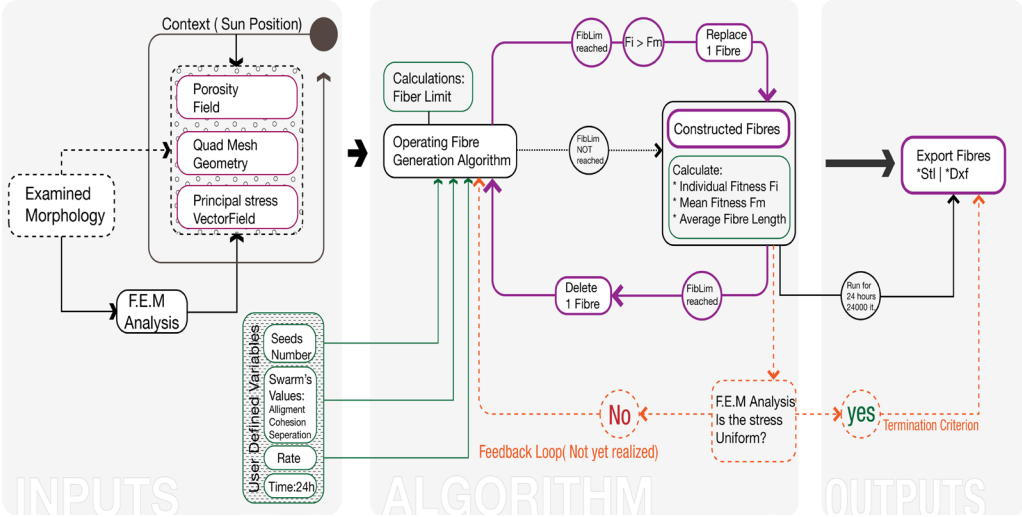 Context ( Sun Position)
Porosity
Field
Quad Mesh
Geometry
Principal stress
VectorField
Examined
Morphology
F.E.M
Analysis
User Defined Variables
Seeds
Number
Swarm's
Values:
Alligment
Cohesion
Seperation
Rate
Time:24h
INPUTS
Calculations:
Fiber Limit
Operating Fibre
Generation Algorithm
FibLim
reached
Fi > Fm
Replace
1 Fibre
FibLim
NOT
reached
Constructed Fibres
Calculate:
* Individual Fitness Fi
* Mean Fitness Fm
* Average Fibre Length
Delete
1 Fibre
FibLim
reached
No
Feedback Loop( Not yet realized)
F.E.M Analysis
Is the stress
Uniform?
ALGORITHM
Export Fibres
*Stl | *Dxf
Run for
24 hours
24000 it.
yes
Termination Criterion
OUTPUTS